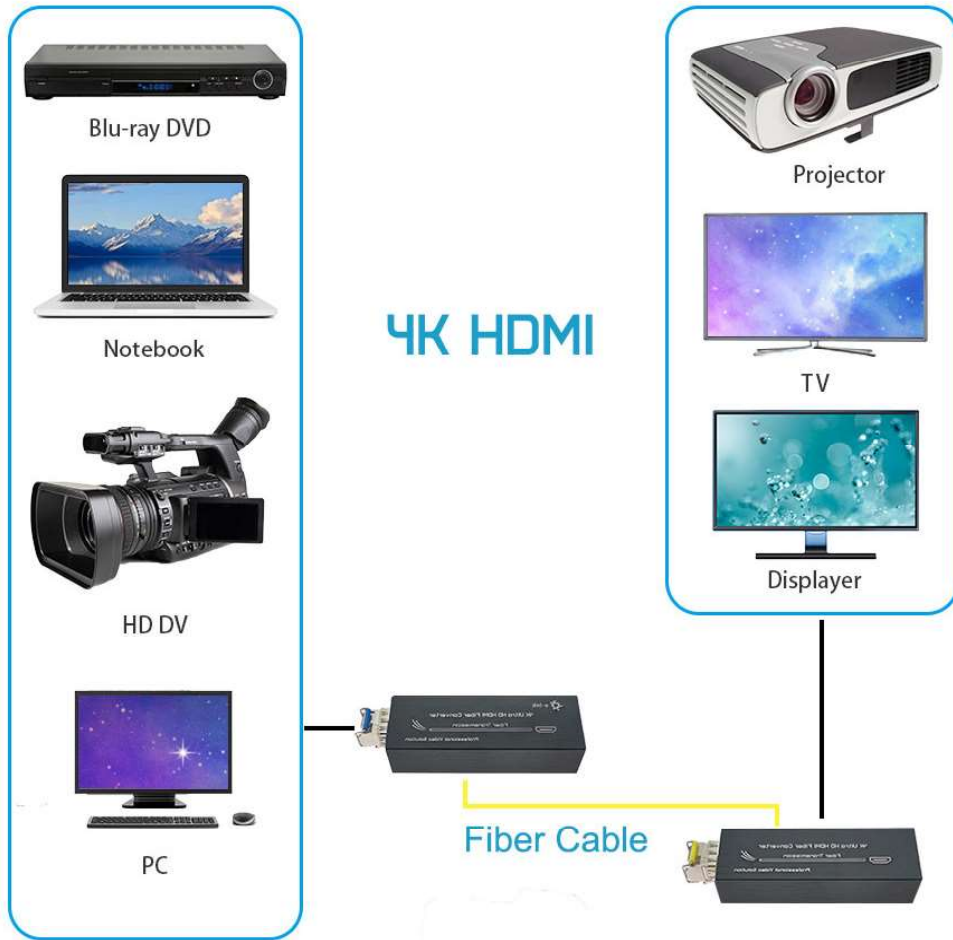 Blu-ray DVD
Notebook
HD DV
PC
4K HDMI
Projector
TV
Displayer
4K Ultra HD HDMI Fiber Converter
Fiber Transmission
Professional Video Solution
Fiber Cable
4K Ultra HD HDMI Fiber Converter
Fiber Transmission
Professional Video Solution